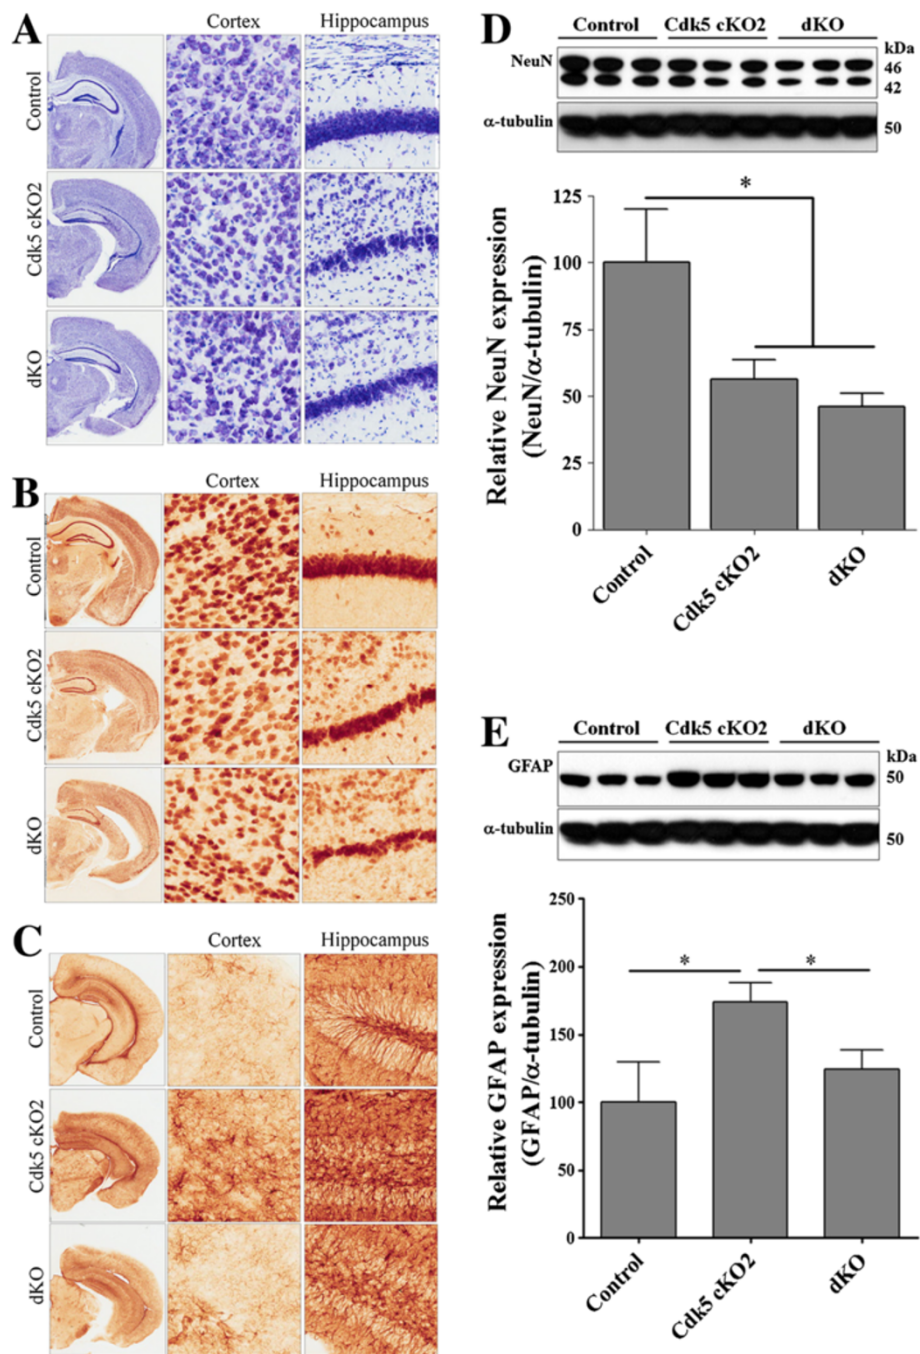 A
Cortex Hippocampus
Control
Cdk5 cKO2
dKO
B
Cortex Hippocampus
Control
Cdk5 cKO2
dKO
C
Cortex Hippocampus
Control
Cdk5 cKO2
dKO
D
Control Cdk5 cKO2 dKO
kDa
NeuN 46
42
α-tubulin 50
*
Relative NeuN expression
(NeuN/α-tubulin)
125
100
75
50
25
0
Control Cdk5 cKO2 dKO
E
Control Cdk5 cKO2 dKO
kDa
GFAP 50
α-tubulin 50
* *
Relative GFAP expression
(GFAP/α-tubulin)
250
200
150
100
50
0
Control Cdk5 cKO2 dKO